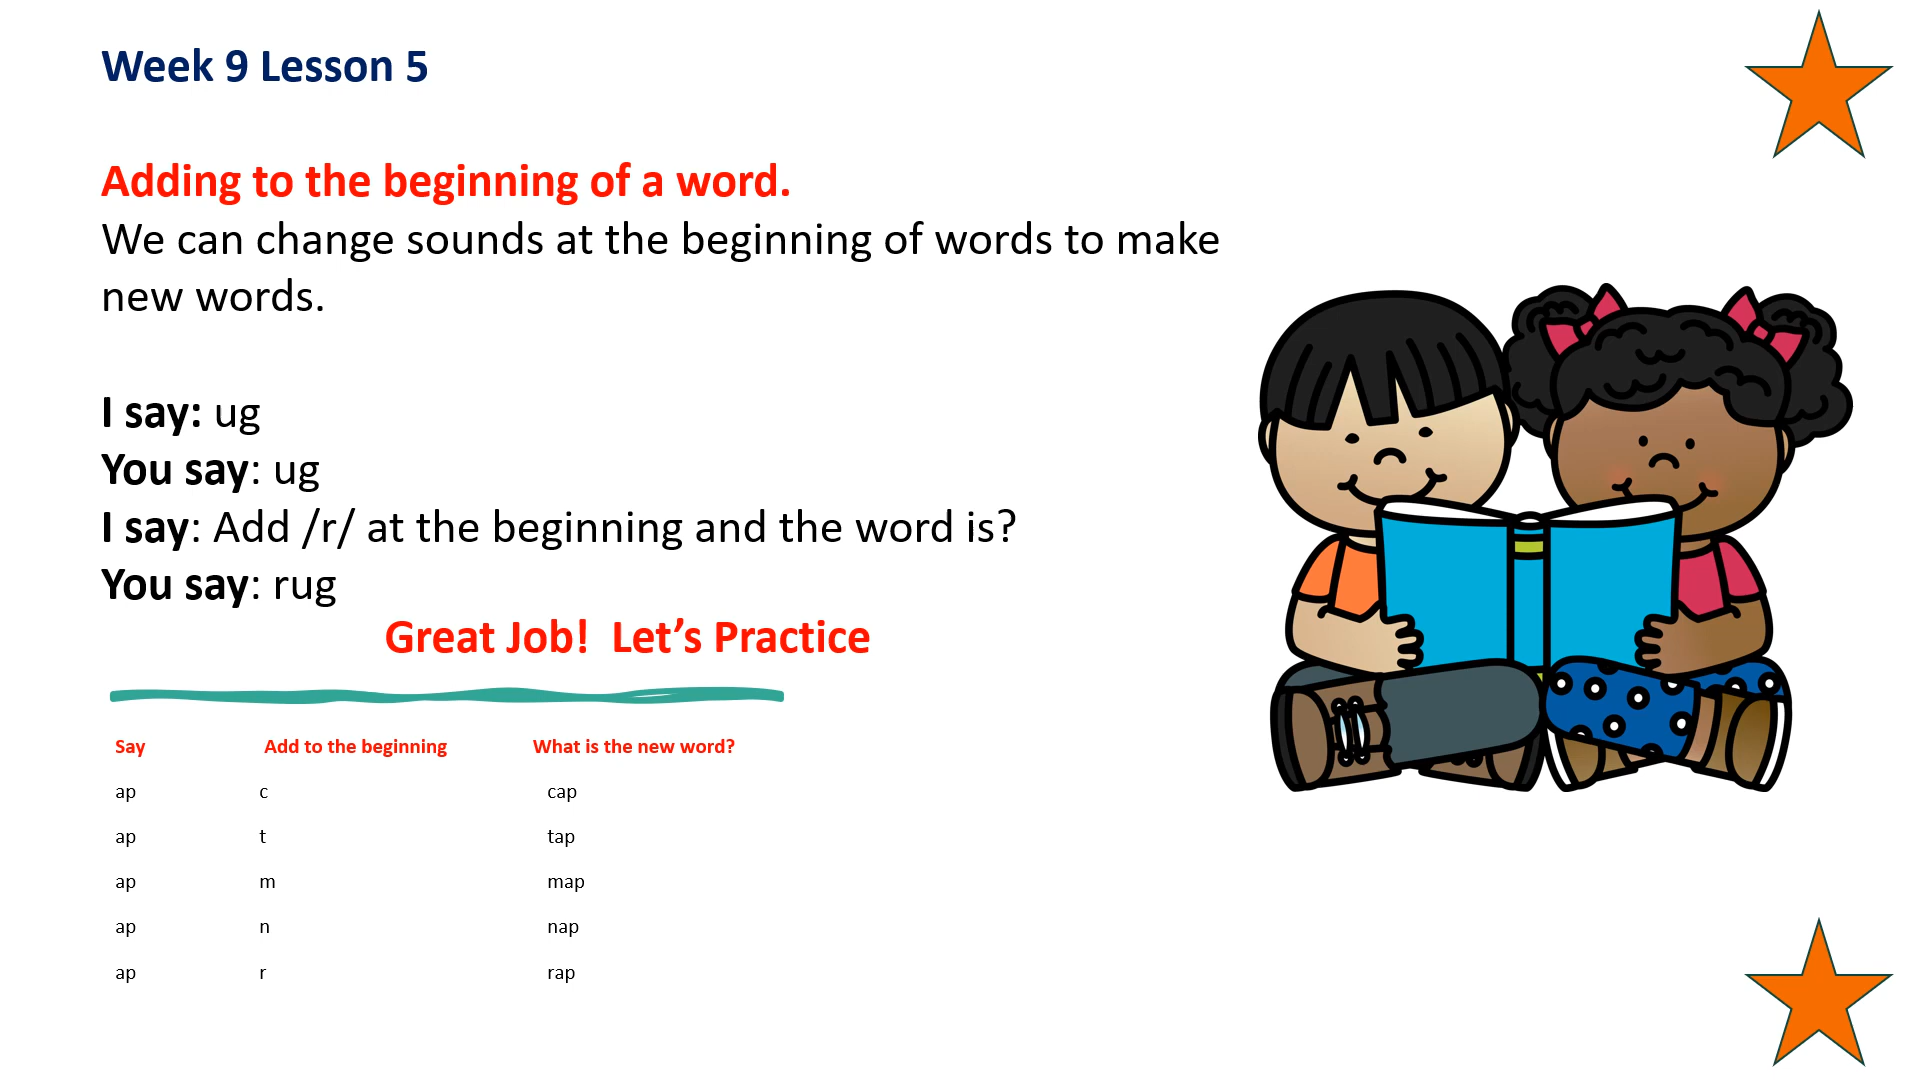 Week 9 Lesson 5
Adding to the beginning of a word.
We can change sounds at the beginning of words to make
new words.
I say: ug
You say: ug
I say: Add /r/ at the beginning and the word is?
You say: rug
Great Job!  Let’s Practice
Say Add to the beginning What is the new word?
ap c cap
ap t tap
ap m map
ap n nap
ap r rap